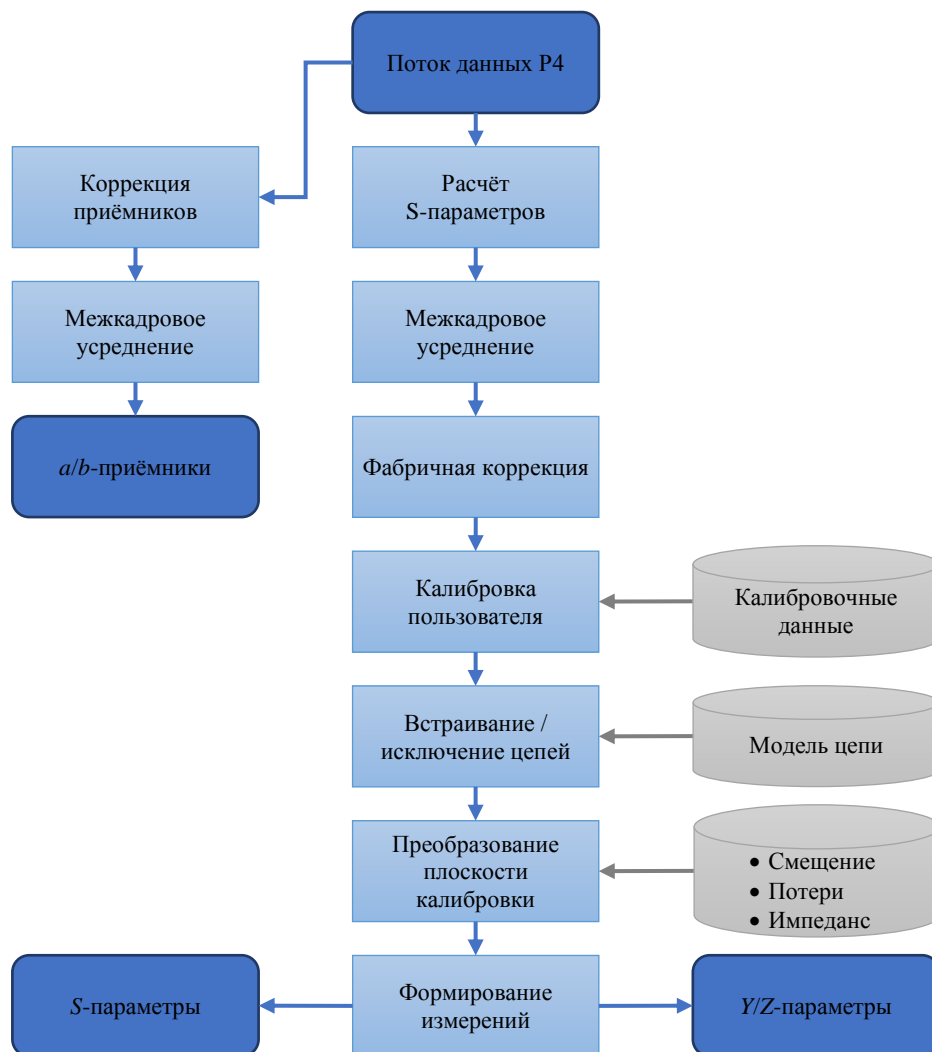 Поток данных P4
Коррекция
приёмников
Расчёт
S-параметров
Межкадровое
усреднение
Межкадровое
усреднение
a/b-приёмники
Фабричная коррекция
Калибровка
пользователя
Калибровочные
данные
Встраивание /
исключение цепей
Модель цепи
Преобразование
плоскости
калибровки
• Смещение
• Потери
• Импеданс
S-параметры
Формирование
измерений
Y/Z-параметры